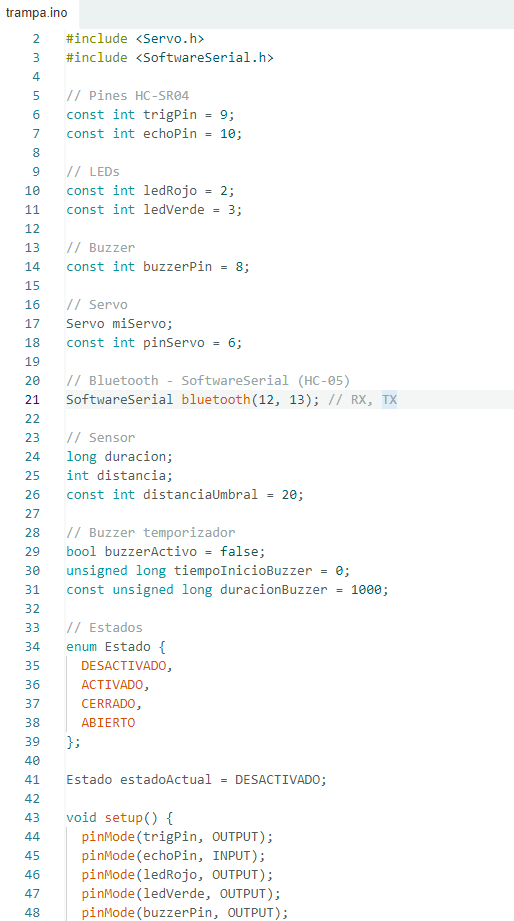 trampa.ino
2 #include <Servo.h>
3 #include <SoftwareSerial.h>
4
5 // Pines HC-SR04
6 const int trigPin = 9;
7 const int echoPin = 10;
8
9 // LEDs
10 const int ledRojo = 2;
11 const int ledVerde = 3;
12
13 // Buzzer
14 const int buzzerPin = 8;
15
16 // Servo
17 Servo miServo;
18 const int pinServo = 6;
19
20 // Bluetooth - SoftwareSerial (HC-05)
21 SoftwareSerial bluetooth(12, 13); // RX, TX
22
23 // Sensor
24 long duracion;
25 int distancia;
26 const int distanciaUmbral = 20;
27
28 // Buzzer temporizador
29 bool buzzerActivo = false;
30 unsigned long tiempoInicioBuzzer = 0;
31 const unsigned long duracionBuzzer = 1000;
32
33 // Estados
34 enum Estado {
35   DESACTIVADO,
36   ACTIVADO,
37   CERRADO,
38   ABIERTO
39 };
40
41 Estado estadoActual = DESACTIVADO;
42
43 void setup() {
44   pinMode(trigPin, OUTPUT);
45   pinMode(echoPin, INPUT);
46   pinMode(ledRojo, OUTPUT);
47   pinMode(ledVerde, OUTPUT);
48   pinMode(buzzerPin, OUTPUT);